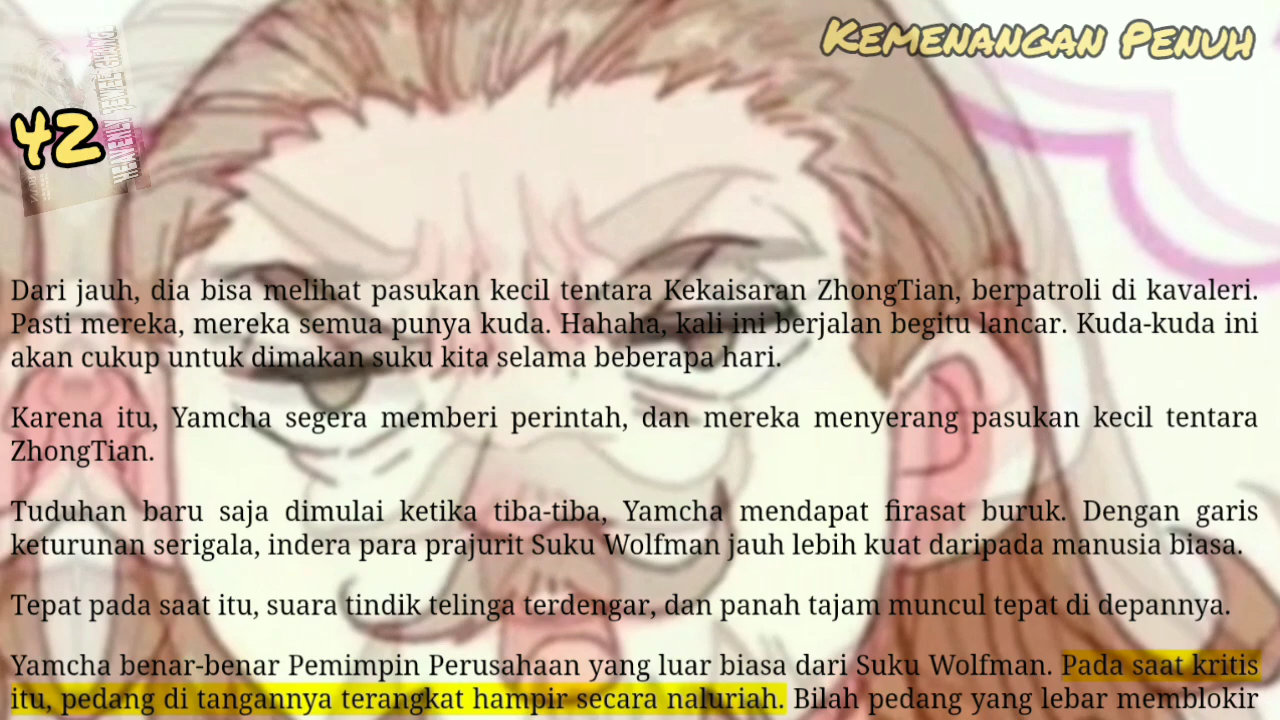 Kemenangan Penuh
42
Dari jauh, dia bisa melihat pasukan kecil tentara Kekaisaran ZhongTian, berpatroli di kavaleri.
Pasti mereka, mereka semua punya kuda. Hahaha, kali ini berjalan begitu lancar. Kuda-kuda ini
akan cukup untuk dimakan suku kita selama beberapa hari.
Karena itu, Yamcha segera memberi perintah, dan mereka menyerang pasukan kecil tentara
ZhongTian.
Tuduhan baru saja dimulai ketika tiba-tiba, Yamcha mendapat firasat buruk. Dengan garis
keturunan serigala, indera para prajurit Suku Wolfman jauh lebih kuat daripada manusia biasa.
Tepat pada saat itu, suara tindik telinga terdengar, dan panah tajam muncul tepat di depannya.
Yamcha benar-benar Pemimpin Perusahaan yang luar biasa dari Suku Wolfman. Pada saat kritis
itu, pedang di tangannya terangkat hampir secara naluriah. Bilah pedang yang lebar memblokir